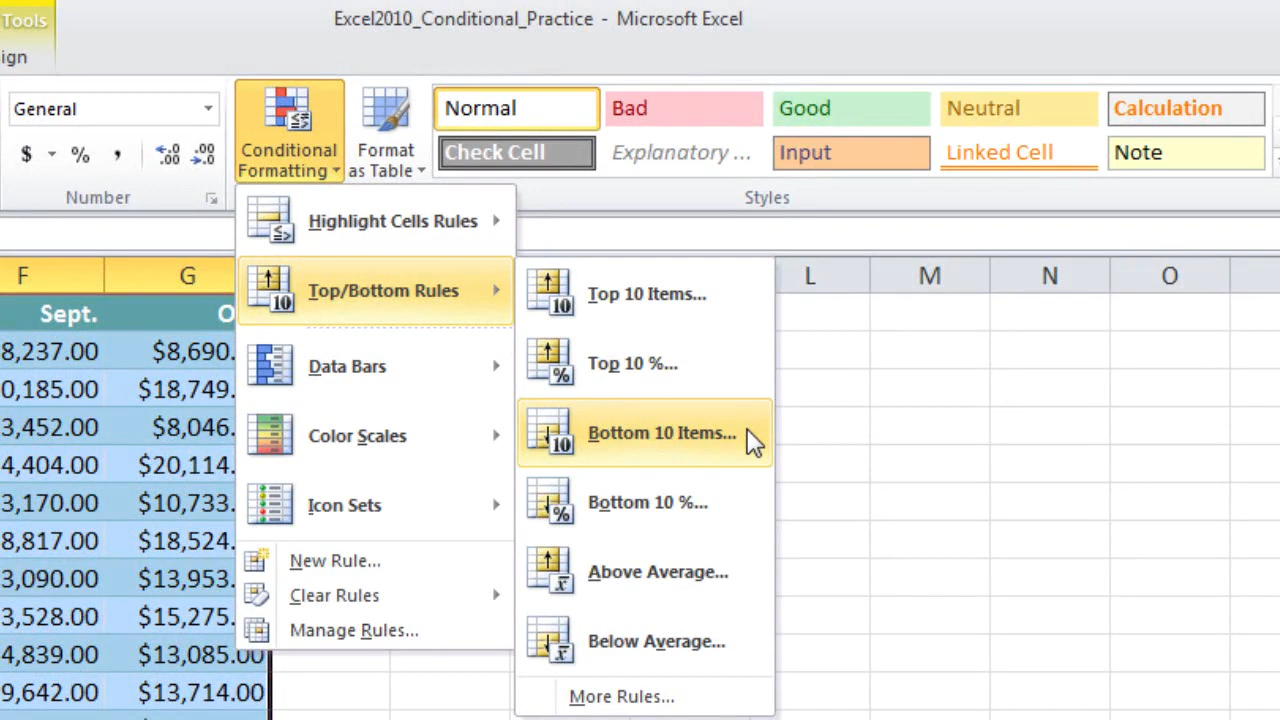 Tools
Excel2010_Conditional_Practice - Microsoft Excel
ign
General
Conditional Formatting
Format as Table
Normal
Bad
Good
Neutral
Calculation
Check Cell
Explanatory ...
Input
Linked Cell
Note
$ % , .00 .00
Number
Styles
Highlight Cells Rules
Top/Bottom Rules
Data Bars
Color Scales
Icon Sets
New Rule...
Clear Rules
Manage Rules...
Top 10 Items...
Top 10 %...
Bottom 10 Items...
Bottom 10 %...
Above Average...
Below Average...
More Rules...
F G L M N O
Sept. O
8,237.00 $8,690.
0,185.00 $18,749.
3,452.00 $8,046.
4,404.00 $20,114.
3,170.00 $10,733.
8,817.00 $18,524.
3,090.00 $13,953.
3,528.00 $15,275.
4,839.00 $13,085.00
9,642.00 $13,714.00